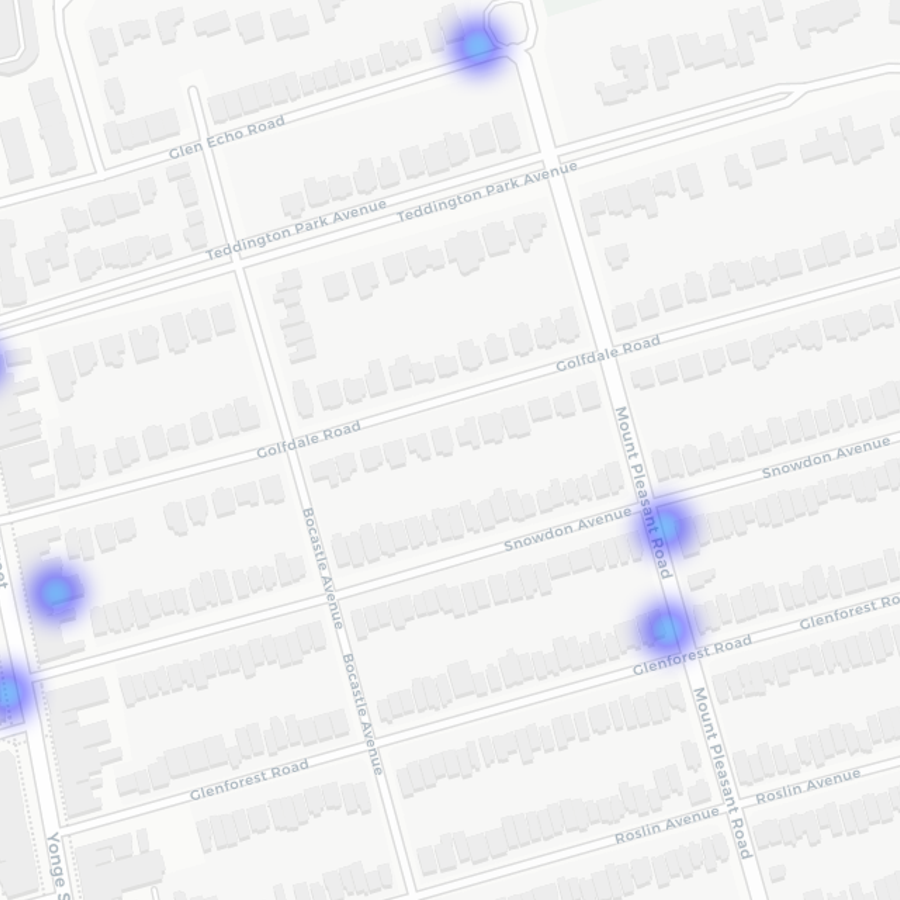 Glen Echo Road
Teddington Park Avenue
Teddington Park Avenue
Golfdale Road
Golfdale Road
Mount Pleasant Road
Snowdon Avenue
Snowdon Avenue
Bocastle Avenue
Bocastle Avenue
Glenforest Road
Glenforest Ro
Glenforest Road
Mount Pleasant Road
Roslin Avenue
Roslin Avenue
Yonge S